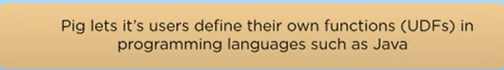 Pig lets it's users define their own functions (UDFs) in
programming languages such as Java